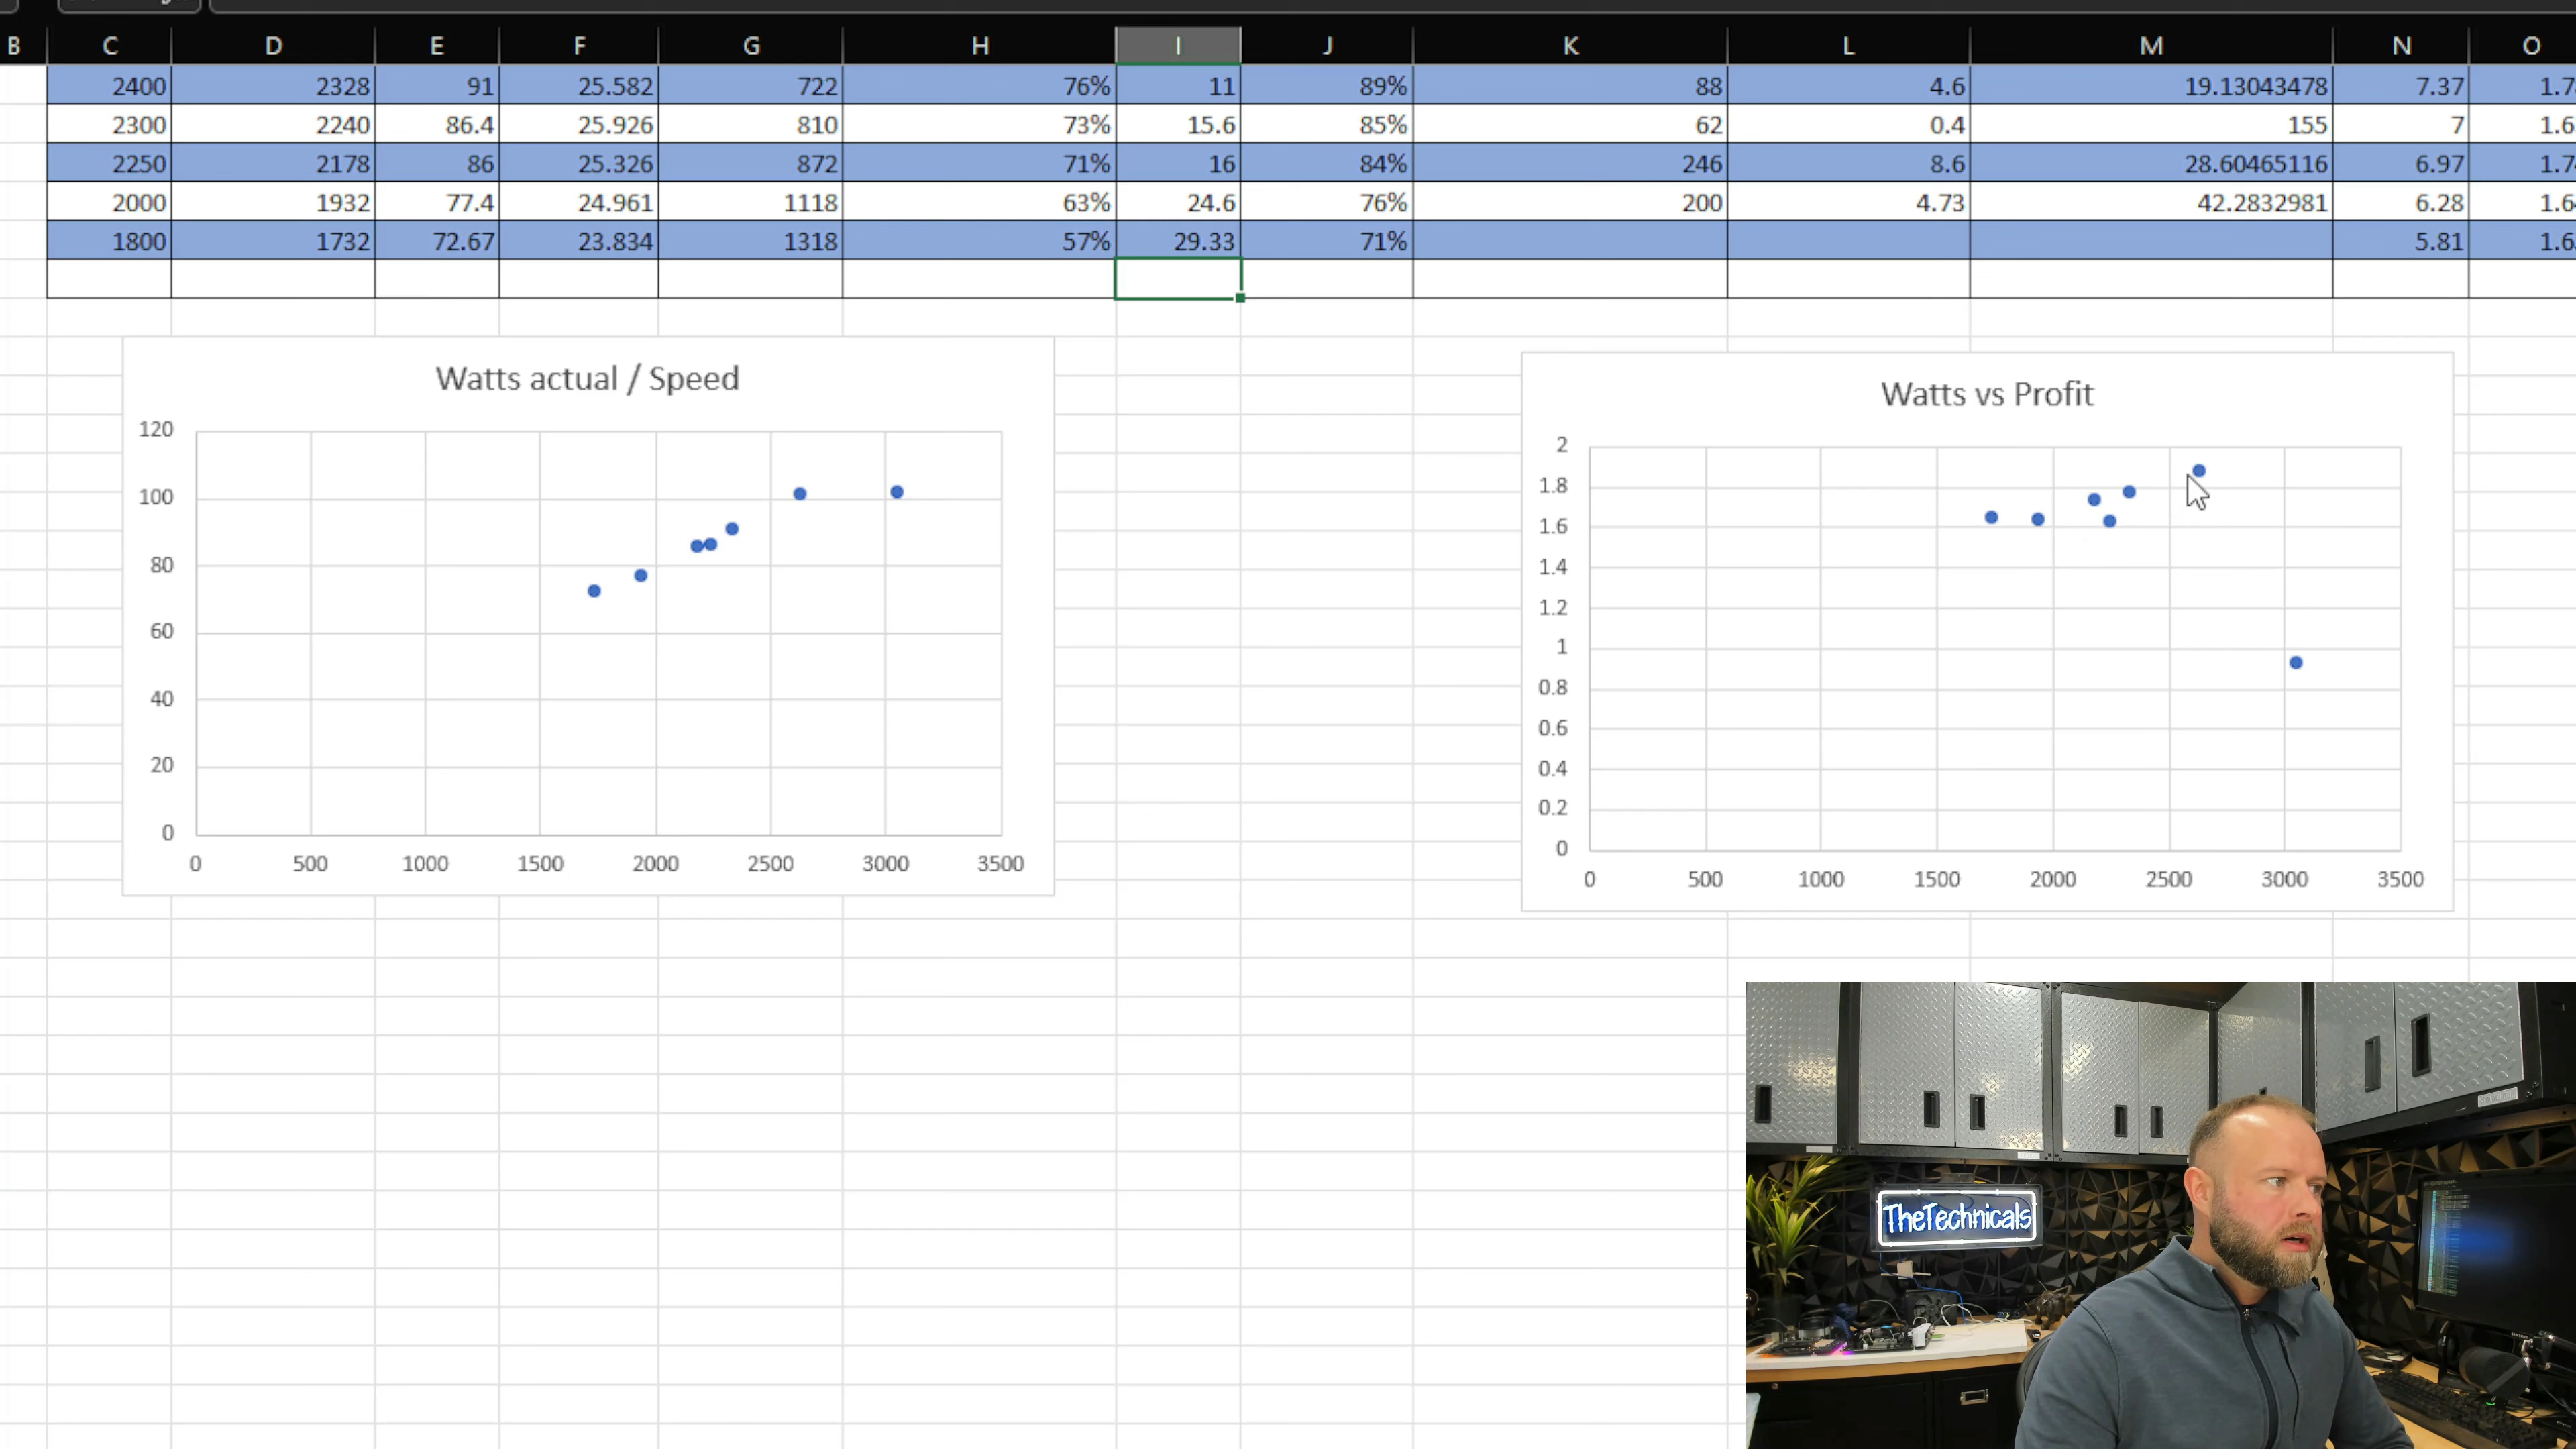 B C D E F G H I J K L M N O
2400 2328 91 25.582 722 76% 11 89% 88 4.6 19.13043478 7.37
2300 2240 86.4 25.926 810 73% 15.6 85% 62 0.4 155 7
2250 2178 86 25.326 872 71% 16 84% 246 8.6 28.60465116 6.97
2000 1932 77.4 24.961 1118 63% 24.6 76% 200 4.73 42.2832981 6.28
1800 1732 72.67 23.834 1318 57% 29.33 71% 5.81
Watts actual / Speed
120
100
80
60
40
20
0
0 500 1000 1500 2000 2500 3000 3500
Watts vs Profit
2
1.8
1.6
1.4
1.2
1
0.8
0.6
0.4
0.2
0
0 500 1000 1500 2000 2500 3000 3500
TheTechnicals